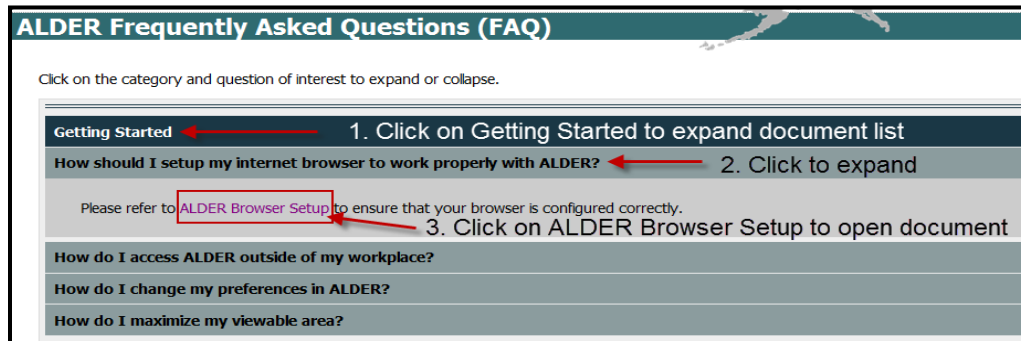 ALDER Frequently Asked Questions (FAQ)
Click on the category and question of interest to expand or collapse.
Getting Started 1. Click on Getting Started to expand document list
How should I setup my internet browser to work properly with ALDER? 2. Click to expand
Please refer to ALDER Browser Setup to ensure that your browser is configured correctly.
3. Click on ALDER Browser Setup to open document
How do I access ALDER outside of my workplace?
How do I change my preferences in ALDER?
How do I maximize my viewable area?